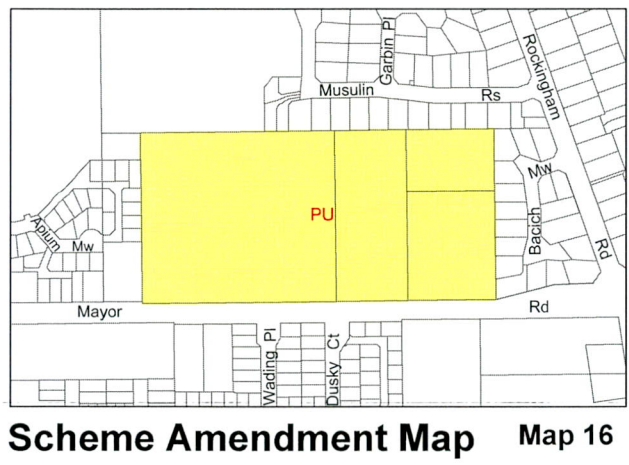 Garbin Pl
Rockingham
Musulin Rs
Mw
PU
Apium
Mw
Bacich
Rd
Mayor Rd
Wading Pl
Dusky Ct
Scheme Amendment Map Map 16